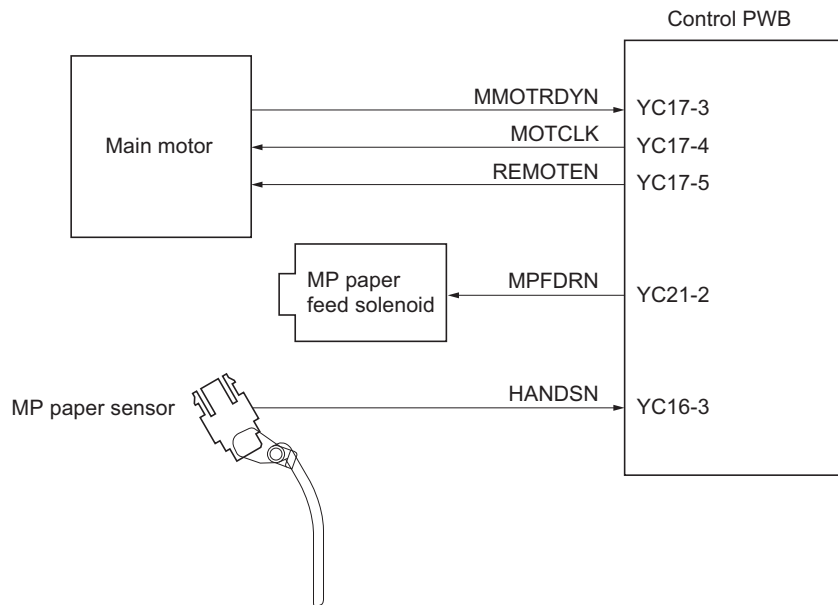 Control PWB
Main motor
MMOTRDYN
YC17-3
MOTCLK
YC17-4
REMOTEN
YC17-5
MP paper
feed solenoid
MPFDRN
YC21-2
MP paper sensor
HANDSN
YC16-3